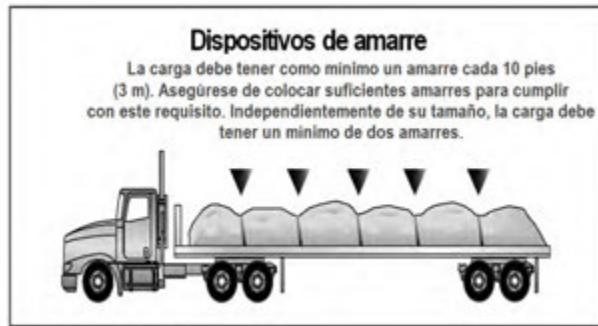 Dispositivos de amarre
La carga debe tener como mínimo un amarre cada 10 pies
(3 m). Asegúrese de colocar suficientes amarres para cumplir
con este requisito. Independientemente de su tamaño, la carga debe
tener un mínimo de dos amarres.